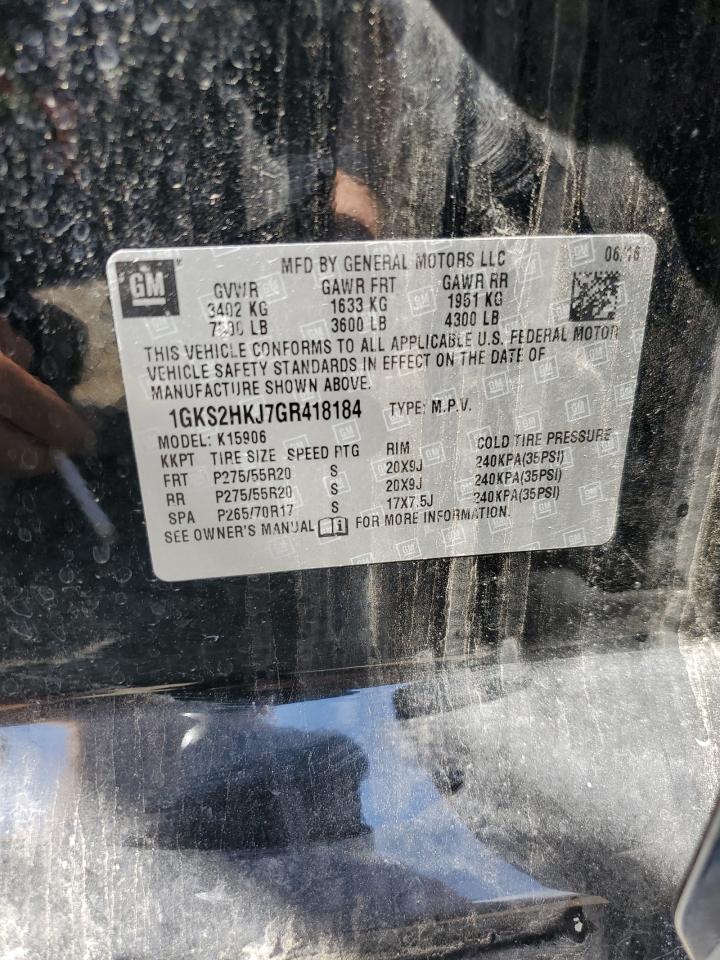 GM
MFD BY GENERAL MOTORS LLC 06/16
GVWR GAWR FRT GAWR RR
3402 KG 1633 KG 1951 KG
LB 3600 LB 4300 LB
THIS VEHICLE CONFORMS TO ALL APPLICABLE U.S. FEDERAL MOTOR
VEHICLE SAFETY STANDARDS IN EFFECT ON THE DATE OF
MANUFACTURE SHOWN ABOVE.
1GKS2HKJ7GR418184 TYPE: M.P.V.
MODEL: K15906
KKPT TIRE SIZE SPEED RTG RIM COLD TIRE PRESSURE
FRT P275/55R20 S 20X9J 240KPA(35PSI)
RR P275/55R20 S 20X9J 240KPA(35PSI)
SPA P265/70R17 S 17X7.5J 240KPA(35PSI)
SEE OWNER'S MANUAL FOR MORE INFORMATION.